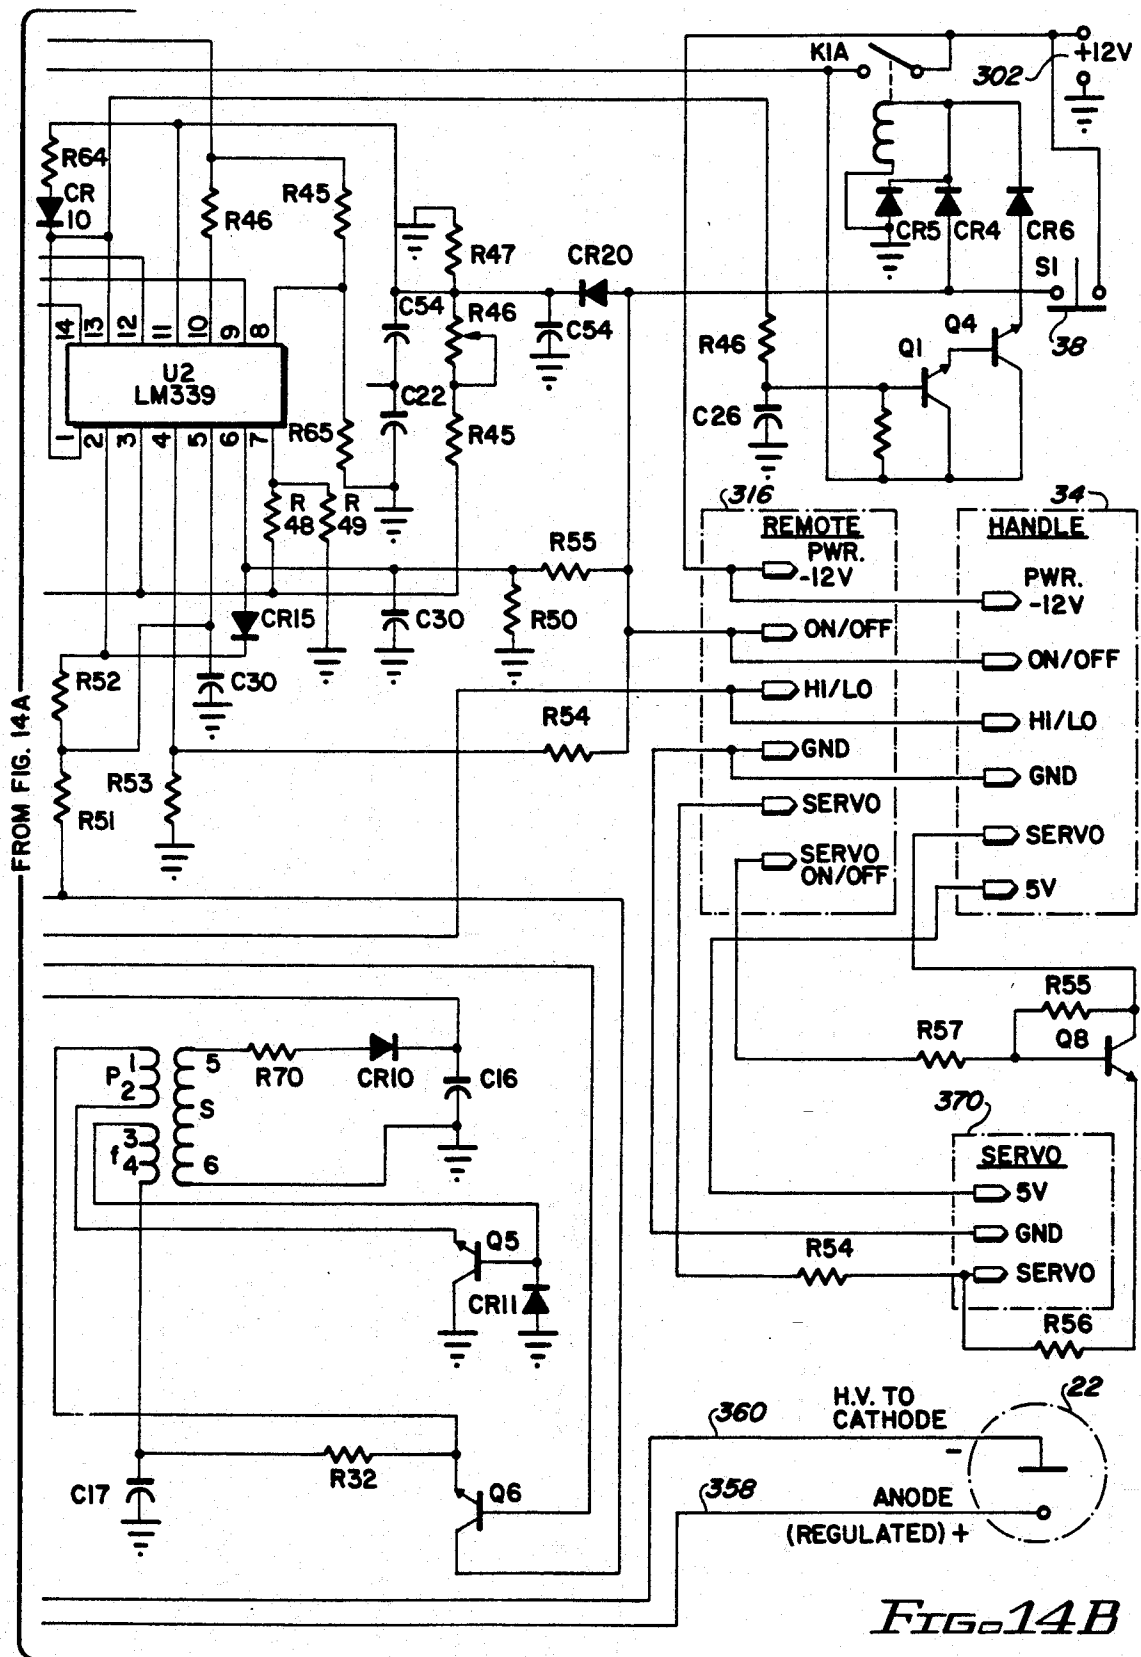 K1A
+12V
302
R64
CR
10
R46
R45
R47
CR20
CR5
CR4
CR6
S1
38
C54
R46
C54
Q4
Q1
R46
14
13
12
11
10
9
8
U2
LM339
1
2
3
4
5
6
7
C22
R65
R45
C26
R
48
R
49
316
34
REMOTE
HANDLE
PWR.
-12V
PWR.
-12V
R55
CR15
C30
R50
ON/OFF
ON/OFF
R52
C30
HI/LO
HI/LO
R54
GND
GND
R53
R51
SERVO
SERVO
SERVO
ON/OFF
5V
FROM FIG. 14A
R55
R57
Q8
P
1
2
5
S
R70
CR10
C16
f
3
4
6
370
SERVO
5V
GND
SERVO
Q5
R54
CR11
R56
22
H.V. TO
CATHODE
360
-
R32
Q6
C17
358
ANODE
(REGULATED) +
FIG. 14B